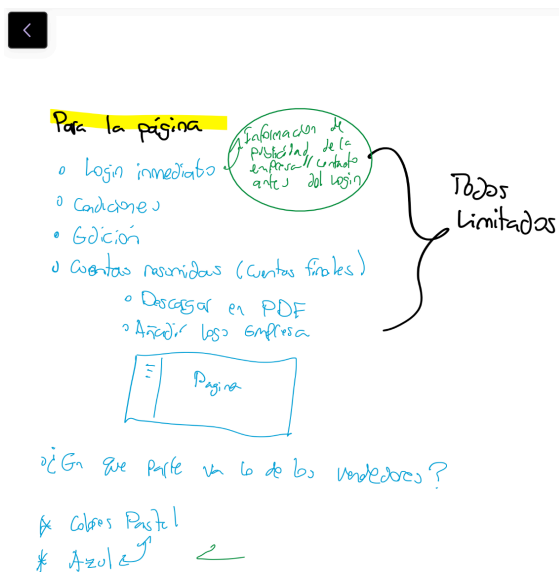 Para la página
Información de
publicidad de la
empresa // contacto
antes del login
• Login inmediato
• Condiciones
• Edición
• Cuentas resumidas (Cuentas finales)
• Descargar en PDF
• Añadir logo empresa
Todos
Limitados
Pagina
• ¿En que parte va lo de los vendedores?
* Colores Pastel
* Azul